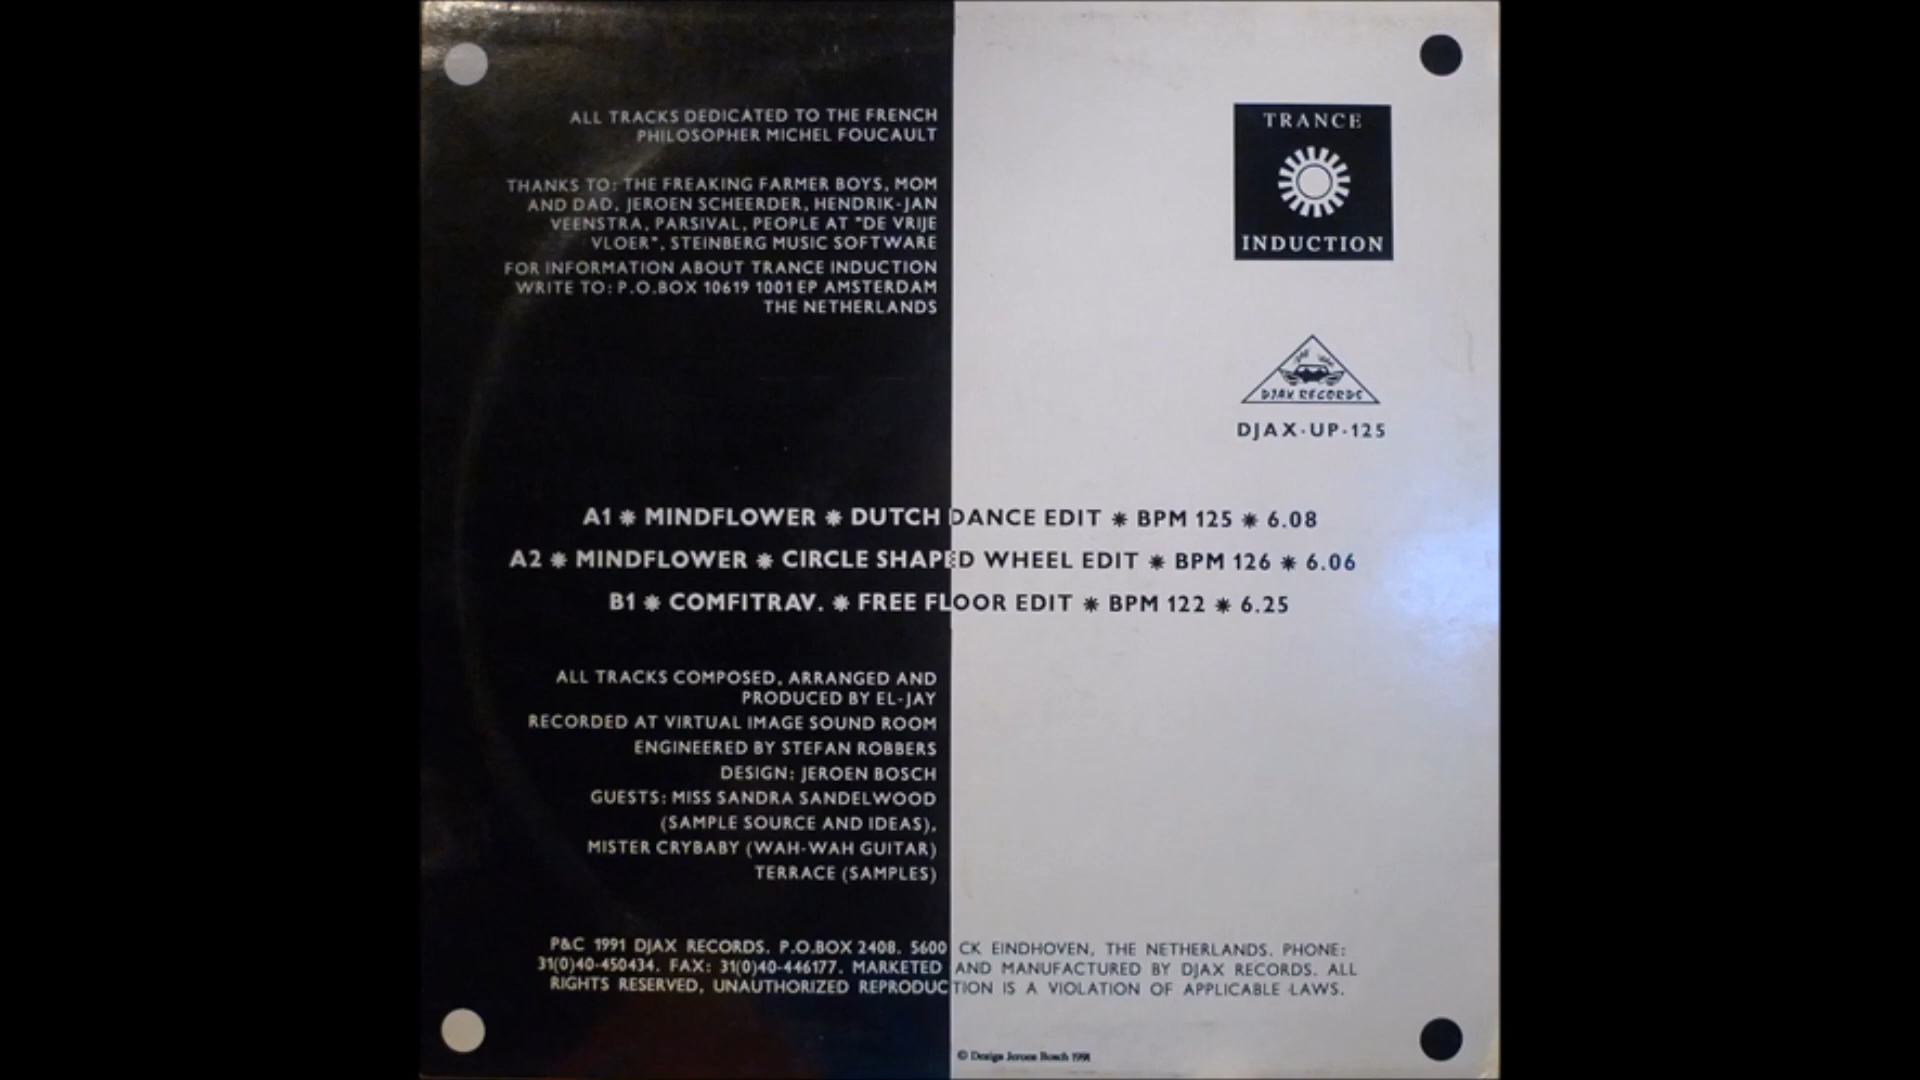 ALL TRACKS DEDICATED TO THE FRENCH
PHILOSOPHER MICHEL FOUCAULT
THANKS TO: THE FREAKING FARMER BOYS, MOM
AND DAD, JEROEN SCHEERDER, HENDRIK-JAN
VEENSTRA, PARSIVAL, PEOPLE AT "DE VRIJE
VLOER", STEINBERG MUSIC SOFTWARE
FOR INFORMATION ABOUT TRANCE INDUCTION
WRITE TO: P.O.BOX 10619 1001 EP AMSTERDAM
THE NETHERLANDS
TRANCE
INDUCTION
DJAX RECORDS
DJAX-UP-125
A1 ✷ MINDFLOWER ✷ DUTCH DANCE EDIT ✷ BPM 125 ✷ 6.08
A2 ✷ MINDFLOWER ✷ CIRCLE SHAPED WHEEL EDIT ✷ BPM 126 ✷ 6.06
B1 ✷ COMFITRAV. ✷ FREE FLOOR EDIT ✷ BPM 122 ✷ 6.25
ALL TRACKS COMPOSED, ARRANGED AND
PRODUCED BY EL-JAY
RECORDED AT VIRTUAL IMAGE SOUND ROOM
ENGINEERED BY STEFAN ROBBERS
DESIGN: JEROEN BOSCH
GUESTS: MISS SANDRA SANDELWOOD
(SAMPLE SOURCE AND IDEAS),
MISTER CRYBABY (WAH-WAH GUITAR)
TERRACE (SAMPLES)
P&C 1991 DJAX RECORDS. P.O.BOX 2408. 5600 CK EINDHOVEN, THE NETHERLANDS. PHONE:
31(0)40-450434. FAX: 31(0)40-446177. MARKETED AND MANUFACTURED BY DJAX RECORDS. ALL
RIGHTS RESERVED, UNAUTHORIZED REPRODUCTION IS A VIOLATION OF APPLICABLE LAWS.
© Design Jeroen Bosch 1991